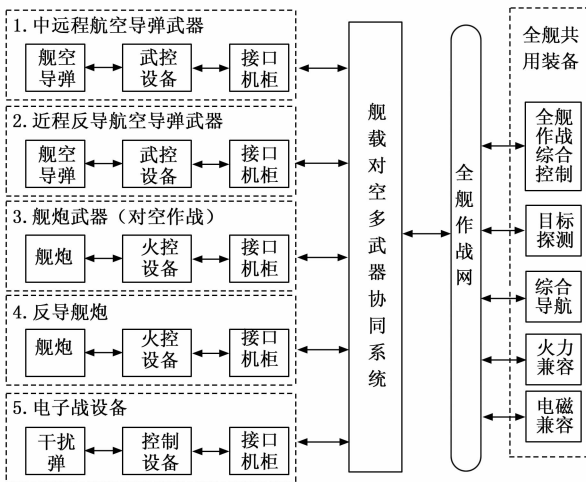 1.中远程航空导弹武器
舰空
导弹
武控
设备
接口
机柜
2.近程反导航空导弹武器
舰空
导弹
武控
设备
接口
机柜
3.舰炮武器（对空作战）
舰炮
火控
设备
接口
机柜
4.反导舰炮
舰炮
火控
设备
接口
机柜
5.电子战设备
干扰
弹
控制
设备
接口
机柜
舰载对空多武器协同系统
全舰作战网
全舰共
用装备
全舰
作战
综合
控制
目标
探测
综合
导航
火力
兼容
电磁
兼容